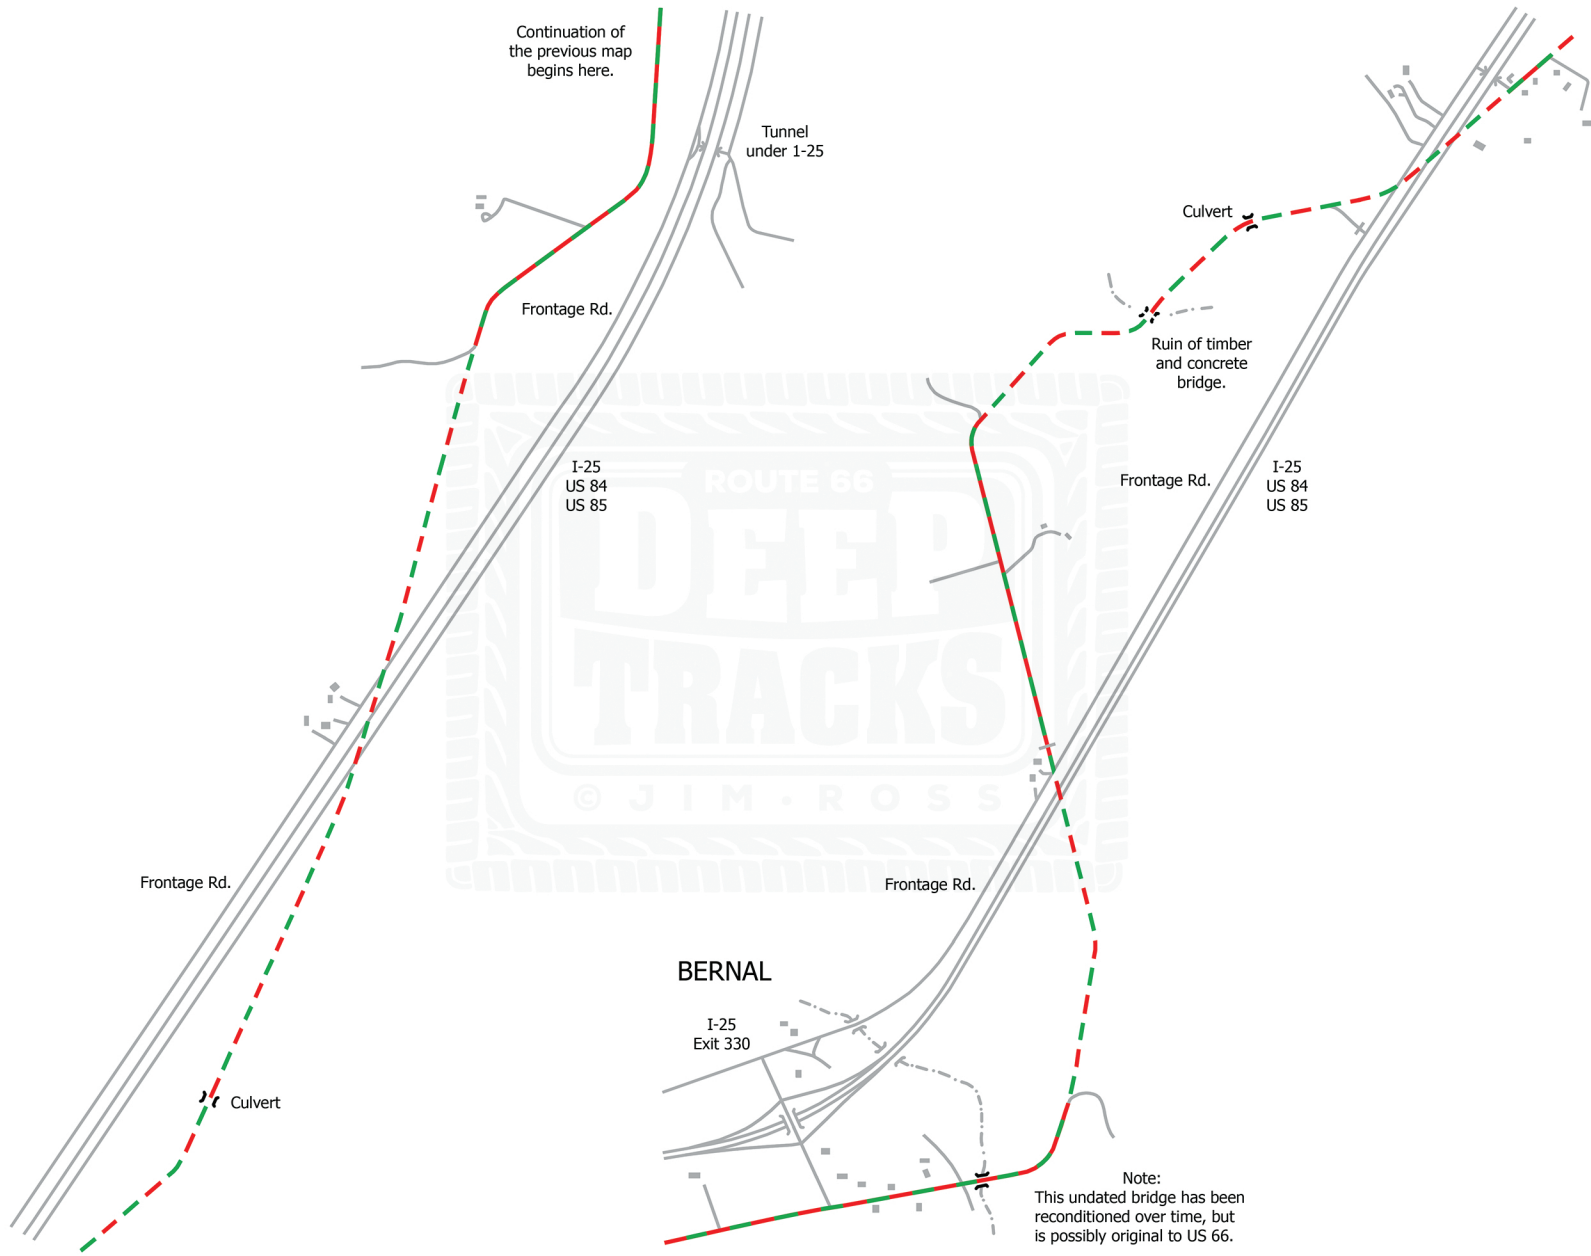 Continuation of
the previous map
begins here.
Tunnel
under 1-25
Frontage Rd.
I-25
US 84
US 85
Frontage Rd.
Culvert
Culvert
Ruin of timber
and concrete
bridge.
Frontage Rd.
I-25
US 84
US 85
Frontage Rd.
BERNAL
I-25
Exit 330
Note:
This undated bridge has been
reconditioned over time, but
is possibly original to US 66.
ROUTE 66
DEEP
TRACKS
© JIM · ROSS